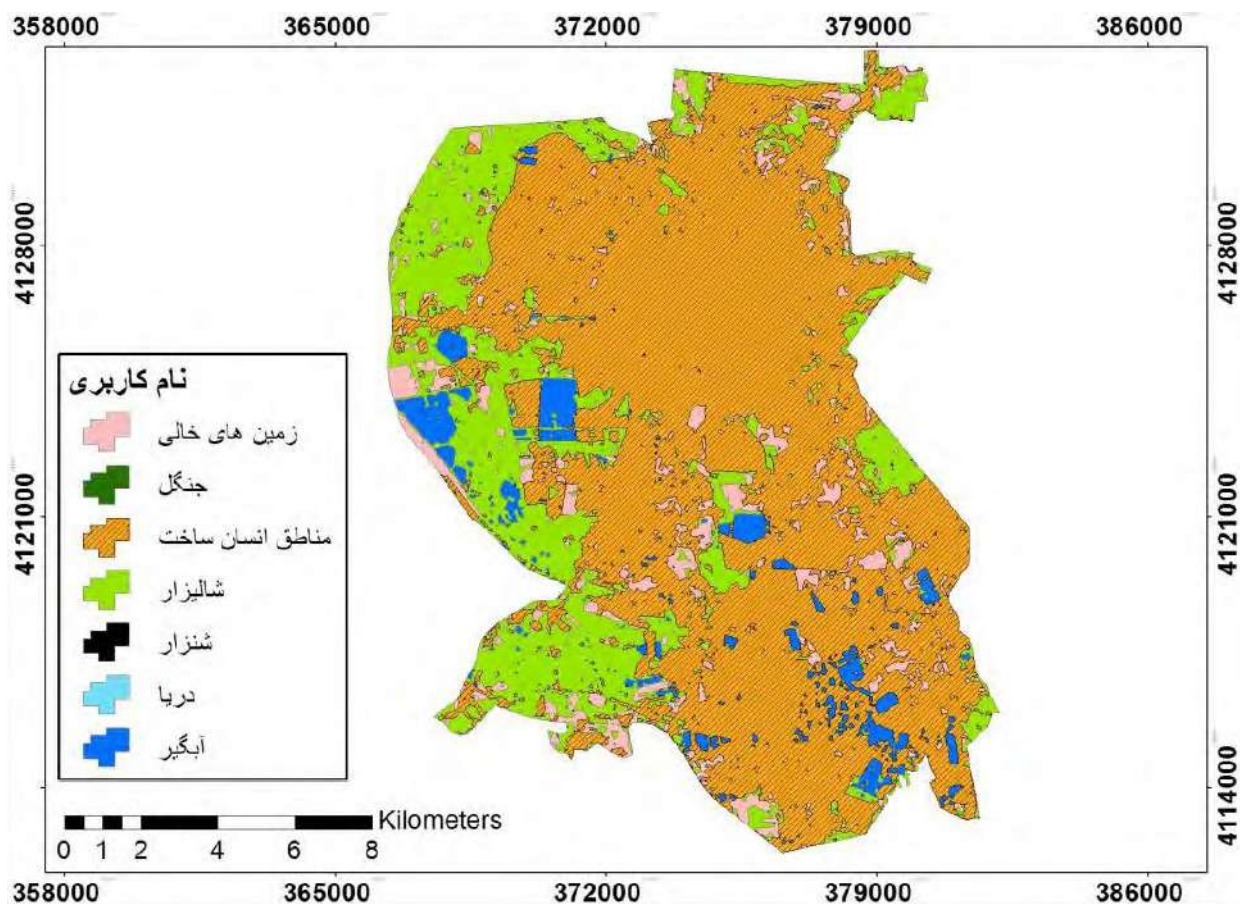 358000 365000 372000 379000 386000
4128000 4128000
4121000 4121000
4114000
نام کاربری
زمین های خالی
جنگل
مناطق انسان ساخت
شالیزار
شنزار
دریا
آبگیر
Kilometers
0 1 2 4 6 8
358000 365000 372000 379000 386000